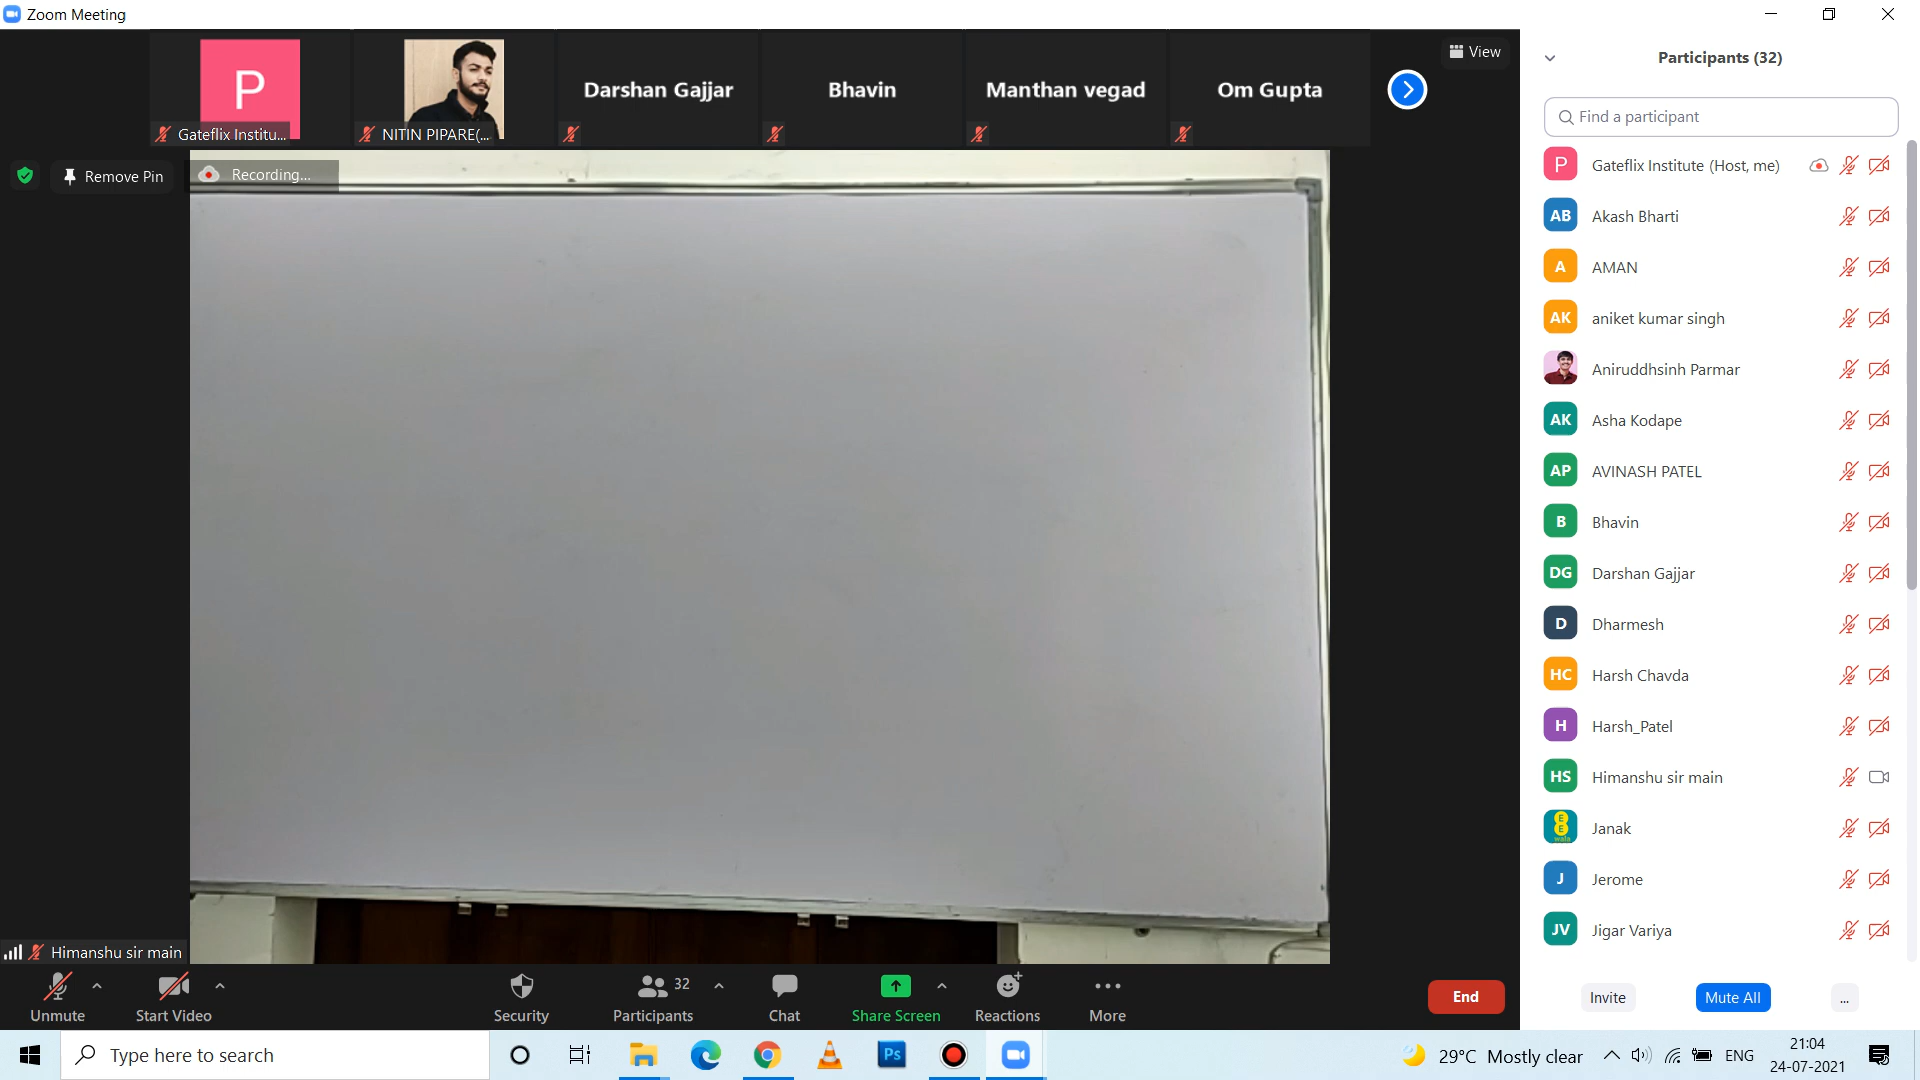 Zoom Meeting
P
Gateflix Institu...
NITIN PIPARE(...
Darshan Gajjar
Bhavin
Manthan vegad
Om Gupta
View
Remove Pin
Recording...
Himanshu sir main
Participants (32)
Find a participant
P Gateflix Institute (Host, me)
AB Akash Bharti
A AMAN
AK aniket kumar singh
Aniruddhsinh Parmar
AK Asha Kodape
AP AVINASH PATEL
B Bhavin
DG Darshan Gajjar
D Dharmesh
HC Harsh Chavda
H Harsh_Patel
HS Himanshu sir main
E E wala Janak
J Jerome
JV Jigar Variya
Unmute
Start Video
Security
32
Participants
Chat
Share Screen
Reactions
More
End
Invite
Mute All
...
Type here to search
Ps
29°C Mostly clear
ENG
21:04
24-07-2021